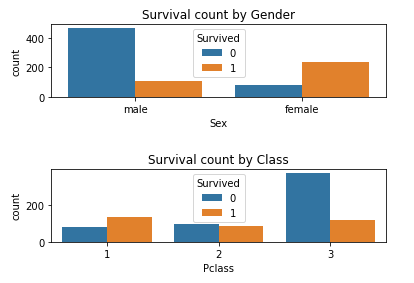 Survival count by Gender
400
200
0
count
Survived
0
1
male
female
Sex
Survival count by Class
200
0
count
Survived
0
1
1
2
3
Pclass